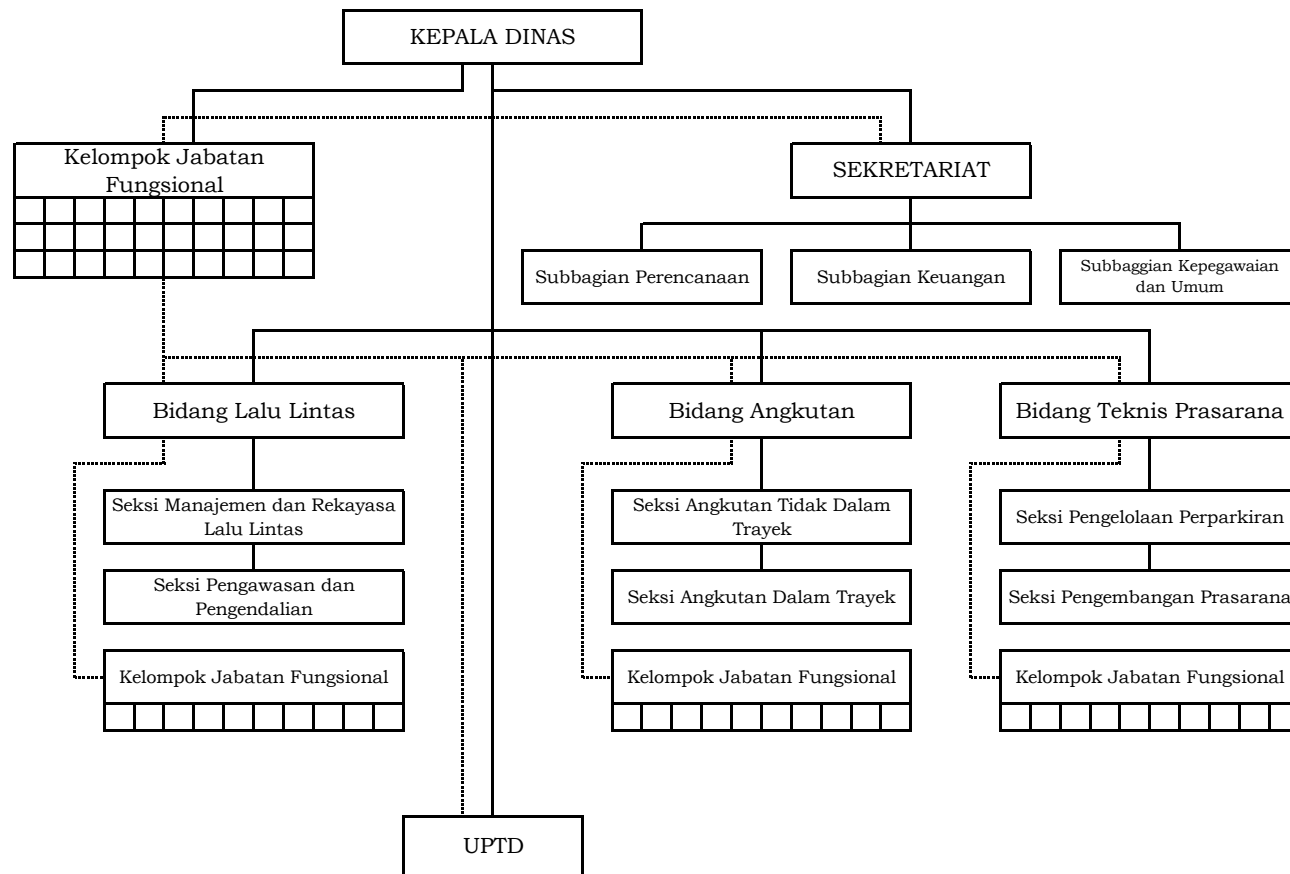 KEPALA DINAS
Kelompok Jabatan
Fungsional
SEKRETARIAT
Subbagian Perencanaan
Subbagian Keuangan
Subbaggian Kepegawaian
dan Umum
Bidang Lalu Lintas
Bidang Angkutan
Bidang Teknis Prasarana
Seksi Manajemen dan Rekayasa
Lalu Lintas
Seksi Angkutan Tidak Dalam
Trayek
Seksi Pengelolaan Perparkiran
Seksi Pengawasan dan
Pengendalian
Seksi Angkutan Dalam Trayek
Seksi Pengembangan Prasarana
Kelompok Jabatan Fungsional
Kelompok Jabatan Fungsional
Kelompok Jabatan Fungsional
UPTD